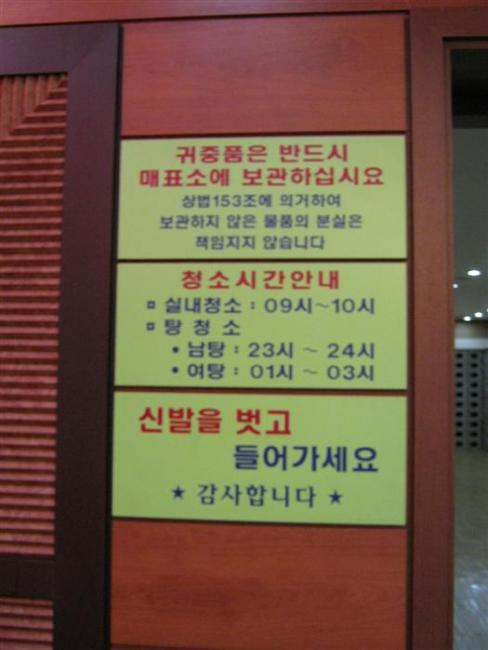 귀중품은 반드시
매표소에 보관하십시요
상법153조에 의거하여
보관하지 않은 물품의 분실은
책임지지 않습니다
청소시간안내
¤ 실내청소 : 09시~10시
¤ 탕 청 소
• 남탕 : 23시 ~ 24시
• 여탕 : 01시 ~ 03시
신발을 벗고
들어가세요
★ 감사합니다 ★